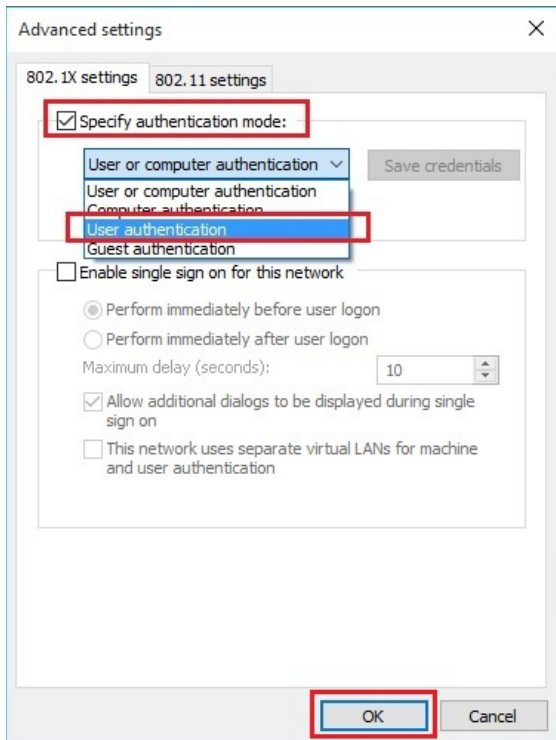 Advanced settings
802.1X settings
802.11 settings
Specify authentication mode:
User or computer authentication
Save credentials
User or computer authentication
Computer authentication
User authentication
Guest authentication
Enable single sign on for this network
Perform immediately before user logon
Perform immediately after user logon
Maximum delay (seconds):
10
Allow additional dialogs to be displayed during single
sign on
This network uses separate virtual LANs for machine
and user authentication
OK
Cancel